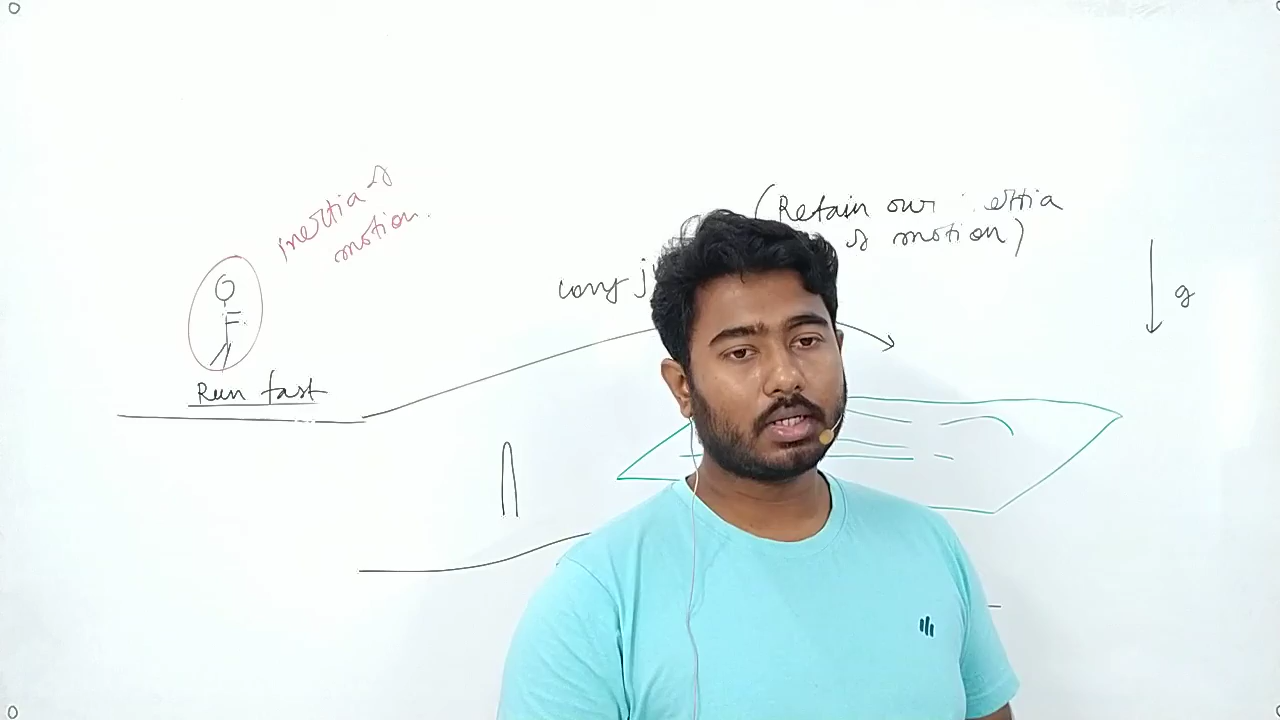 inertia of
motion.
(Retain our
of motion)
long
g
Run fast